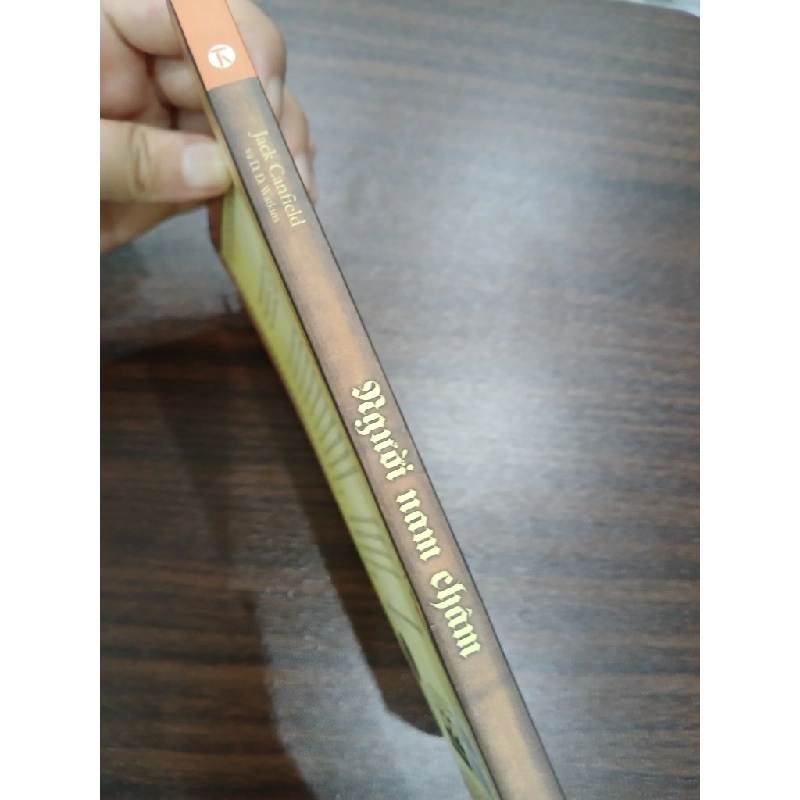 Jack Canfield
và D.D. Watkins
Người nam châm